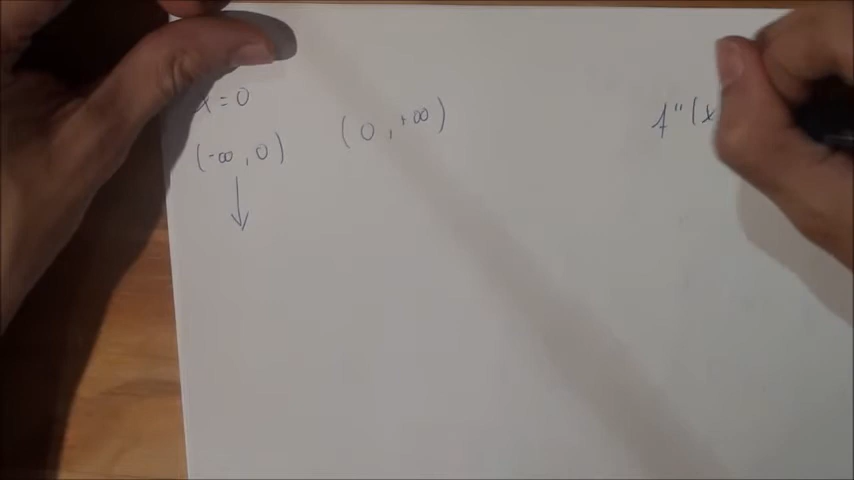 x = 0
(-∞, 0) (0, +∞)
f''(x